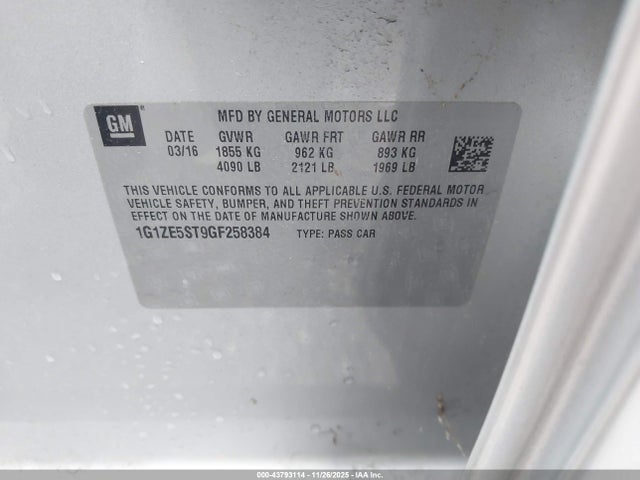 GM
MFD BY GENERAL MOTORS LLC
DATE GVWR GAWR FRT GAWR RR
03/16 1855 KG 962 KG 893 KG
4090 LB 2121 LB 1969 LB
THIS VEHICLE CONFORMS TO ALL APPLICABLE U.S. FEDERAL MOTOR
VEHICLE SAFETY, BUMPER, AND THEFT PREVENTION STANDARDS IN
EFFECT ON THE DATE OF MANUFACTURE SHOWN ABOVE.
1G1ZE5ST9GF258384 TYPE: PASS CAR
000-43793114 - 11/26/2025 - IAAI Inc.